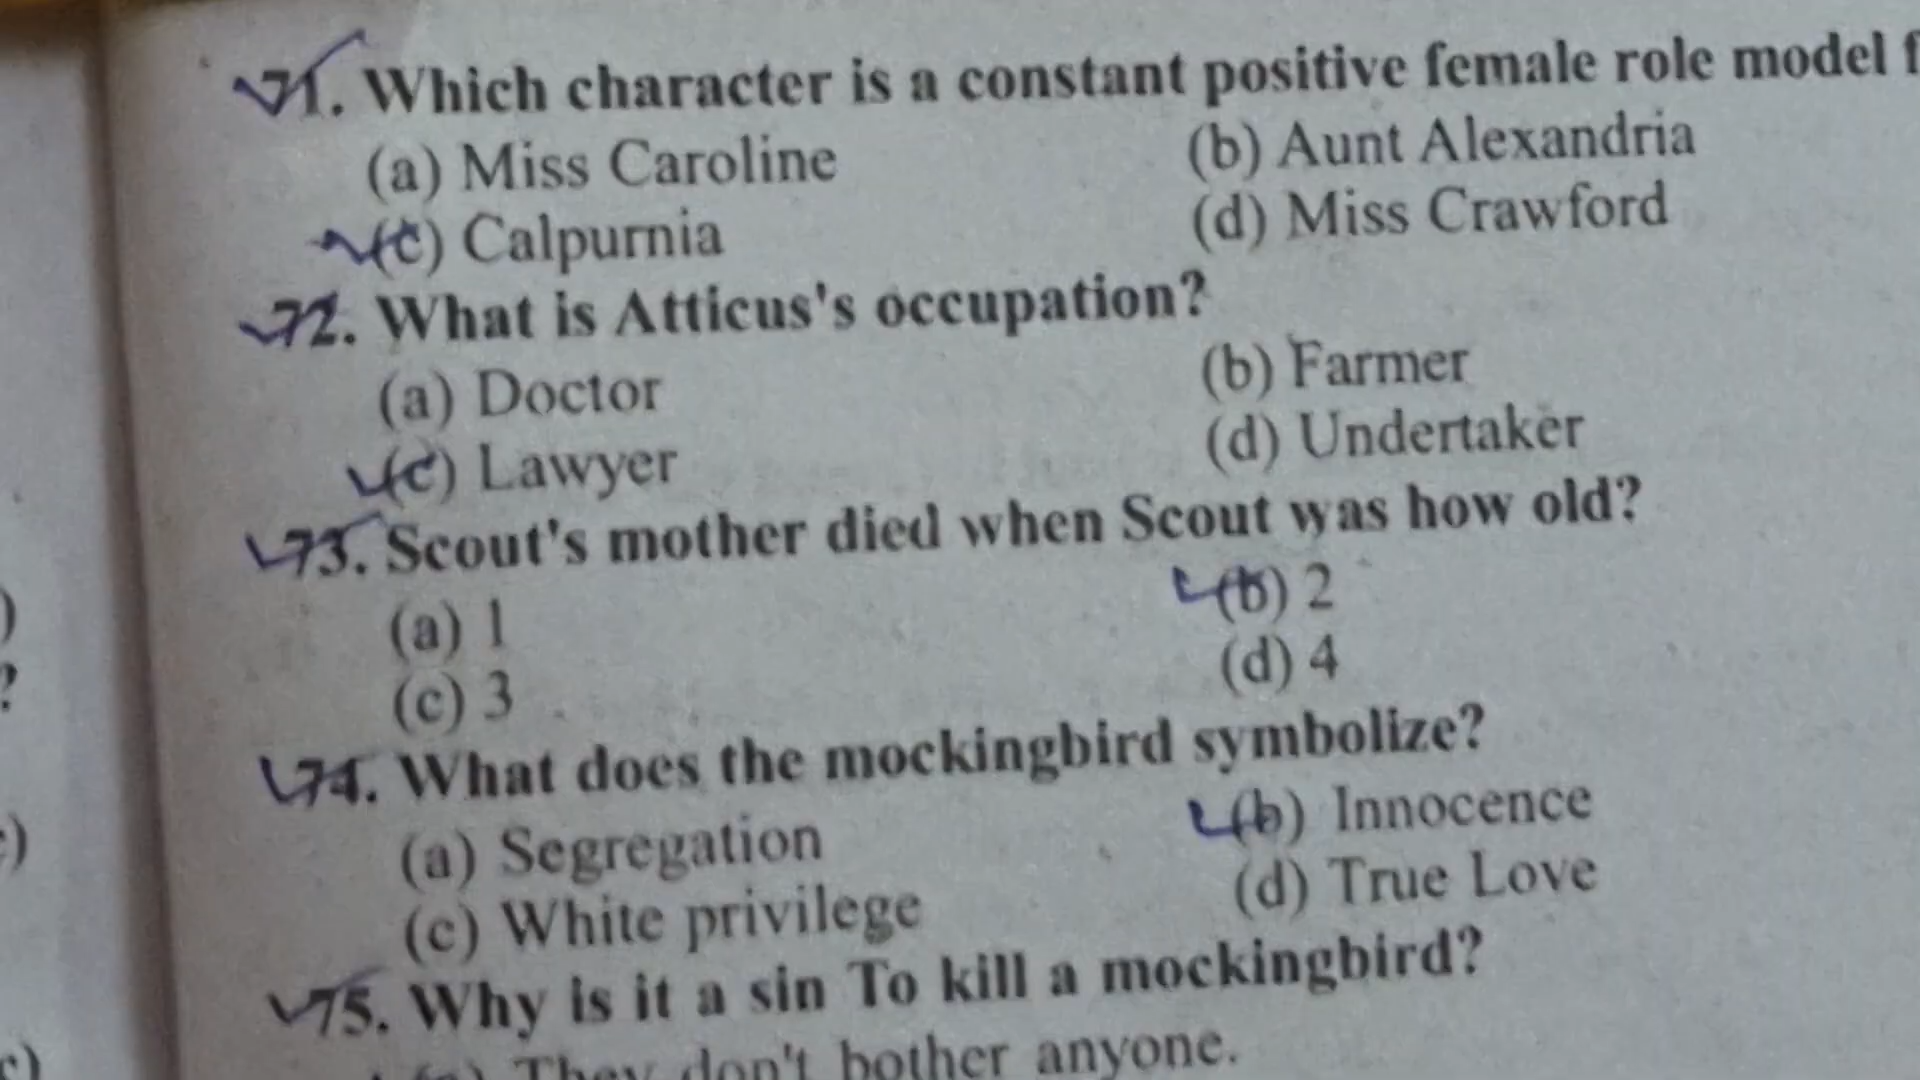 71. Which character is a constant positive female role model f
(a) Miss Caroline (b) Aunt Alexandria
(c) Calpurnia (d) Miss Crawford
72. What is Atticus's occupation?
(a) Doctor (b) Farmer
(c) Lawyer (d) Undertaker
73. Scout's mother died when Scout was how old?
(a) 1 (b) 2
(c) 3 (d) 4
74. What does the mockingbird symbolize?
(a) Segregation (b) Innocence
(c) White privilege (d) True Love
75. Why is it a sin To kill a mockingbird?
They don't bother anyone.